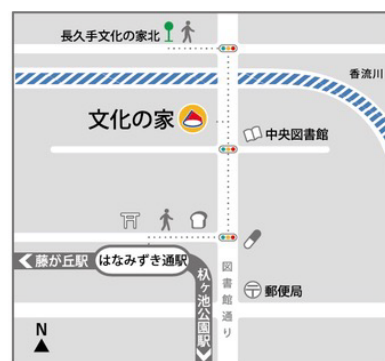 長久手文化の家北
香流川
文化の家
中央図書館
藤が丘駅
はなみずき通駅
杁ヶ池公園駅
図書館通り
郵便局
N